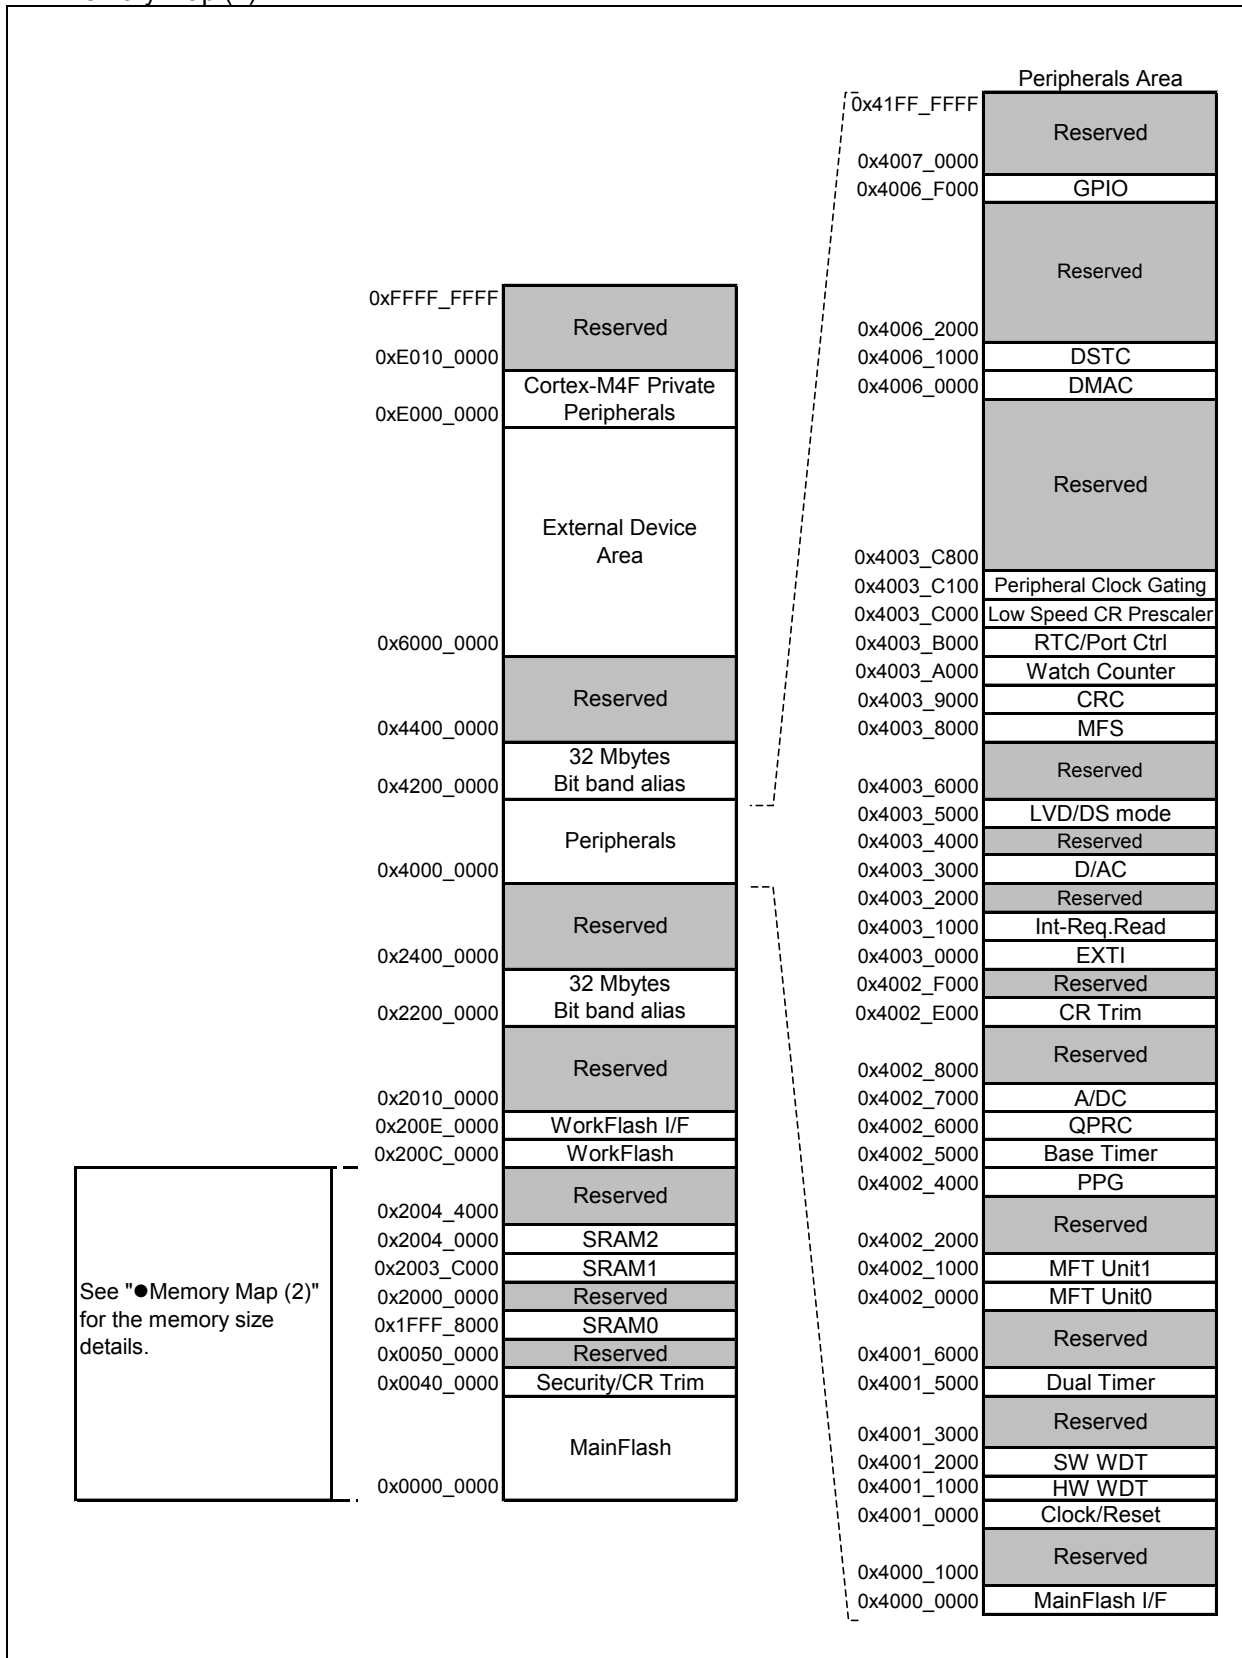 Peripherals Area
0x41FF_FFFF
Reserved
0x4007_0000
0x4006_F000 GPIO
Reserved
0x4006_2000
0x4006_1000 DSTC
0x4006_0000 DMAC
Reserved
0x4003_C800
0x4003_C100 Peripheral Clock Gating
0x4003_C000 Low Speed CR Prescaler
0x4003_B000 RTC/Port Ctrl
0x4003_A000 Watch Counter
0x4003_9000 CRC
0x4003_8000 MFS
Reserved
0x4003_6000
0x4003_5000 LVD/DS mode
0x4003_4000 Reserved
0x4003_3000 D/AC
0x4003_2000 Reserved
0x4003_1000 Int-Req.Read
0x4003_0000 EXTI
0x4002_F000 Reserved
0x4002_E000 CR Trim
Reserved
0x4002_8000
0x4002_7000 A/DC
0x4002_6000 QPRC
0x4002_5000 Base Timer
0x4002_4000 PPG
Reserved
0x4002_2000
0x4002_1000 MFT Unit1
0x4002_0000 MFT Unit0
Reserved
0x4001_6000
0x4001_5000 Dual Timer
Reserved
0x4001_3000
0x4001_2000 SW WDT
0x4001_1000 HW WDT
0x4001_0000 Clock/Reset
Reserved
0x4000_1000
0x4000_0000 MainFlash I/F
0xFFFF_FFFF
Reserved
0xE010_0000
Cortex-M4F Private
0xE000_0000 Peripherals
External Device
Area
0x6000_0000
Reserved
0x4400_0000
32 Mbytes
0x4200_0000 Bit band alias
Peripherals
0x4000_0000
Reserved
0x2400_0000
32 Mbytes
0x2200_0000 Bit band alias
Reserved
0x2010_0000
0x200E_0000 WorkFlash I/F
0x200C_0000 WorkFlash
Reserved
0x2004_4000
0x2004_0000 SRAM2
0x2003_C000 SRAM1
0x2000_0000 Reserved
0x1FFF_8000 SRAM0
0x0050_0000 Reserved
0x0040_0000 Security/CR Trim
MainFlash
0x0000_0000
See "●Memory Map (2)"
for the memory size
details.